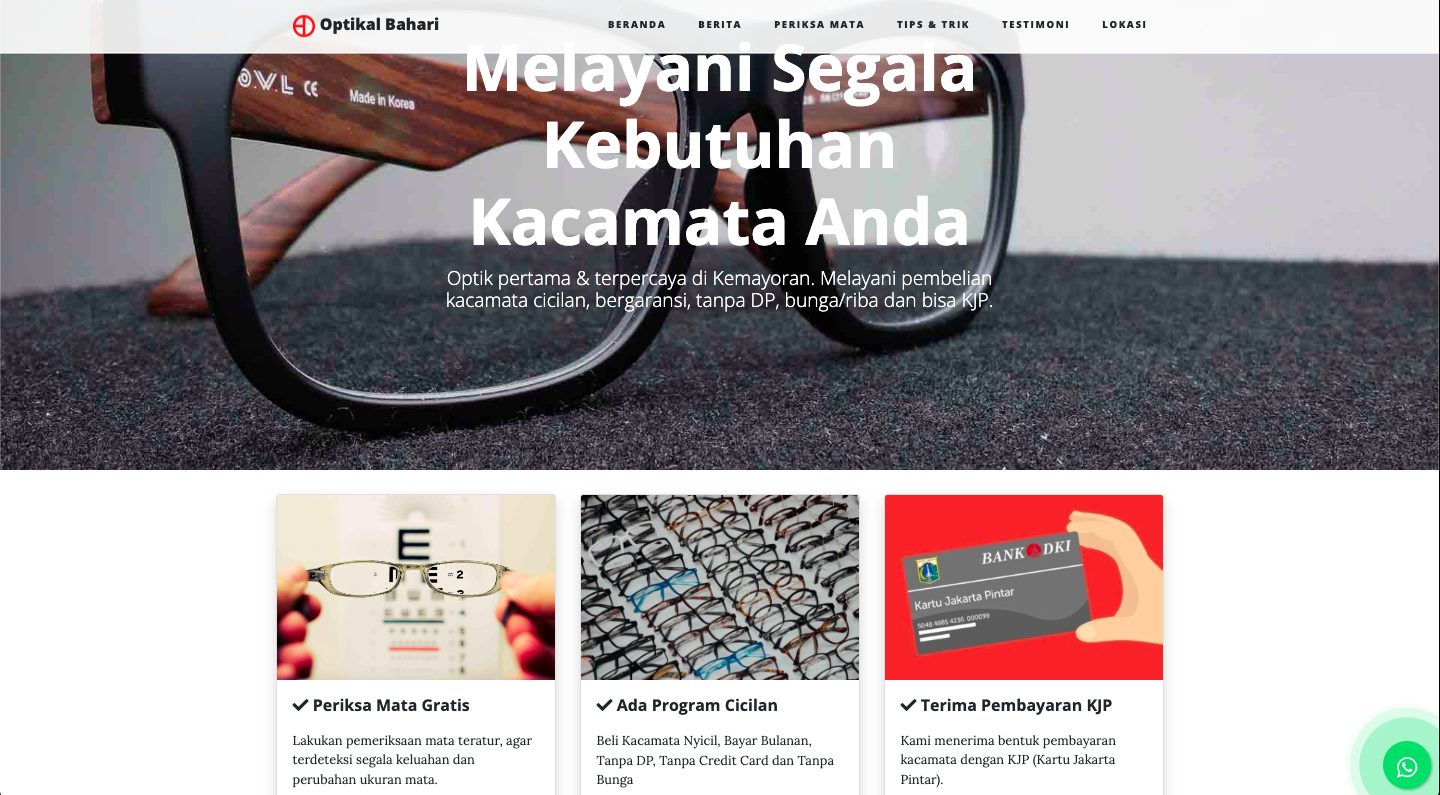 Optikal Bahari
BERANDA BERITA PERIKSA MATA TIPS & TRIK TESTIMONI LOKASI
Melayani Segala
Kebutuhan
Kacamata Anda
O.W.L CE
Made in Korea
Optik pertama & terpercaya di Kemayoran. Melayani pembelian
kacamata cicilan, bergaransi, tanpa DP, bunga/riba dan bisa KJP.
E
2
BANK DKI
Kartu Jakarta Pintar
5048 4885 4236 000099
Periksa Mata Gratis
Lakukan pemeriksaan mata teratur, agar
terdeteksi segala keluhan dan
perubahan ukuran mata.
Ada Program Cicilan
Beli Kacamata Nyicil, Bayar Bulanan,
Tanpa DP, Tanpa Credit Card dan Tanpa
Bunga
Terima Pembayaran KJP
Kami menerima bentuk pembayaran
kacamata dengan KJP (Kartu Jakarta
Pintar).